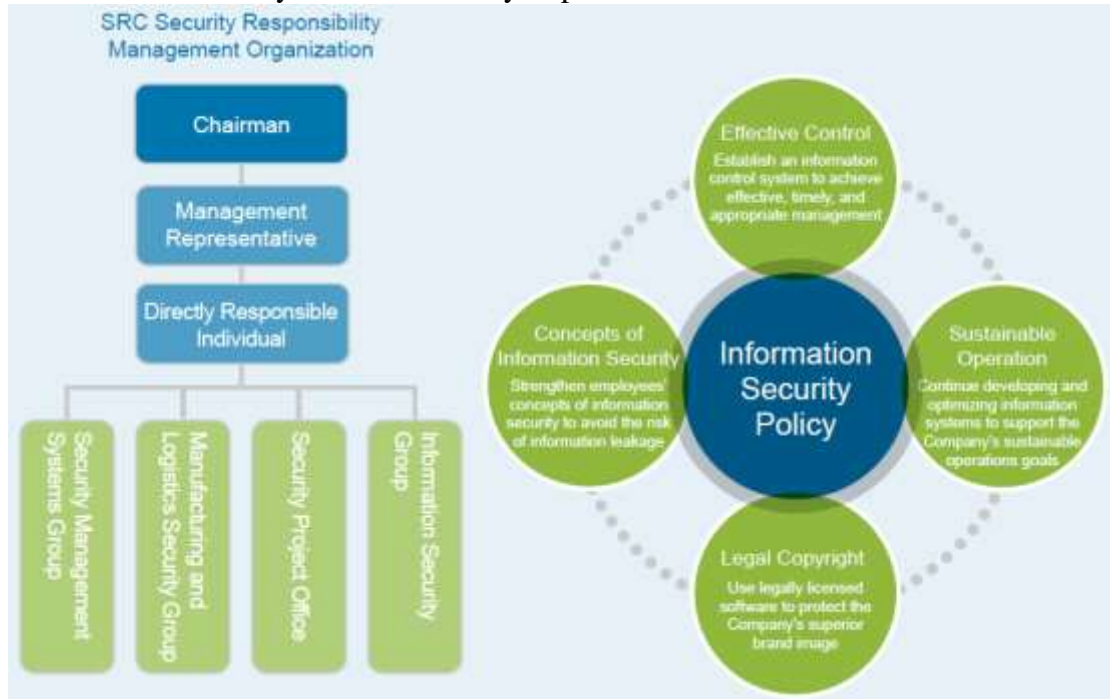 SRC Security Responsibility
Management Organization
Chairman
Management
Representative
Directly Responsible
Individual
Security Management
Systems Group
Manufacturing and
Logistics Security Group
Security Project Office
Information Security
Group
Effective Control
Establish an information
control system to achieve
effective, timely, and
appropriate management
Concepts of
Information Security
Strengthen employees'
concepts of information
security to avoid the risk
of information leakage
Information
Security
Policy
Sustainable
Operation
Continue developing and
optimizing information
systems to support the
Company's sustainable
operations goals
Legal Copyright
Use legally licensed
software to protect the
Company's superior
brand image